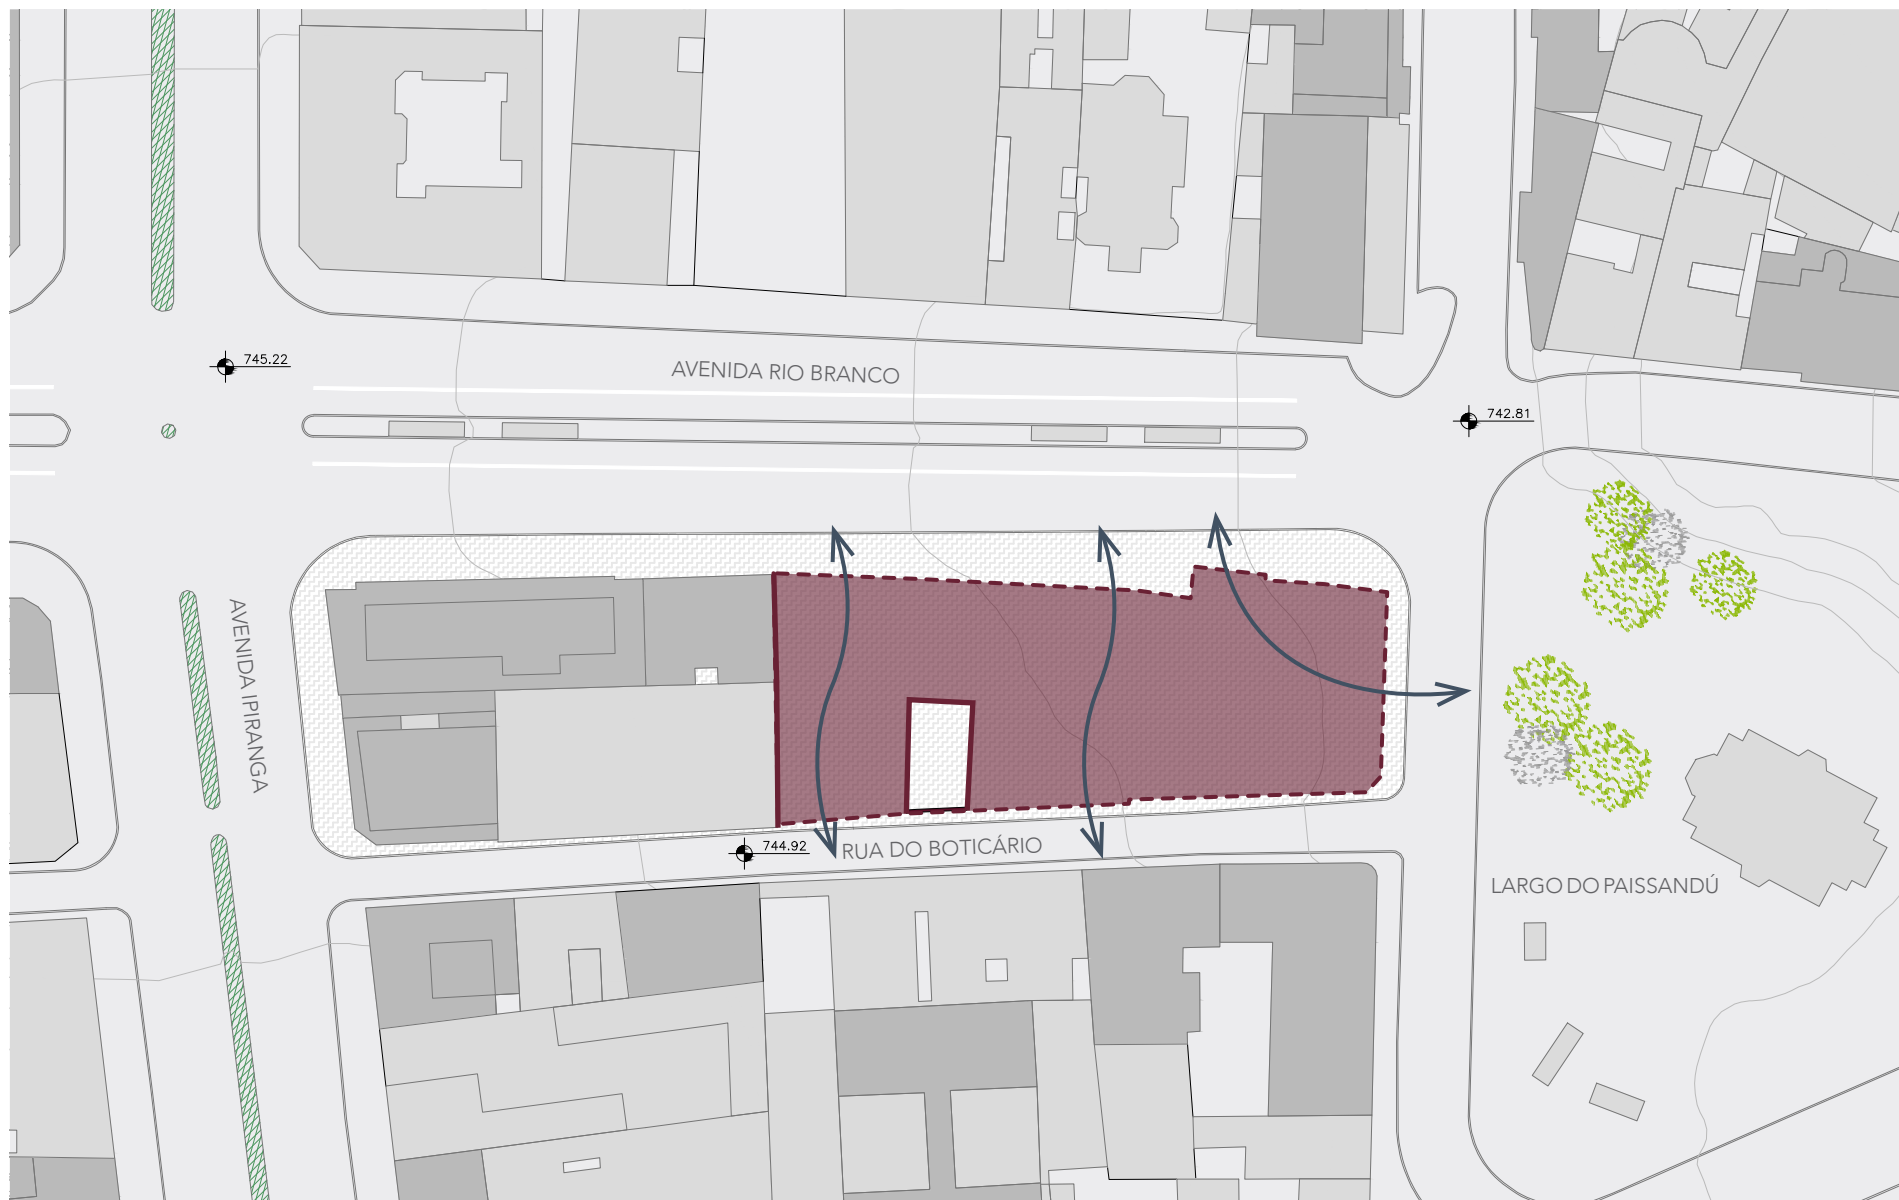 745.22
AVENIDA RIO BRANCO
742.81
AVENIDA IPIRANGA
744.92
RUA DO BOTICÁRIO
LARGO DO PAISSANDÚ